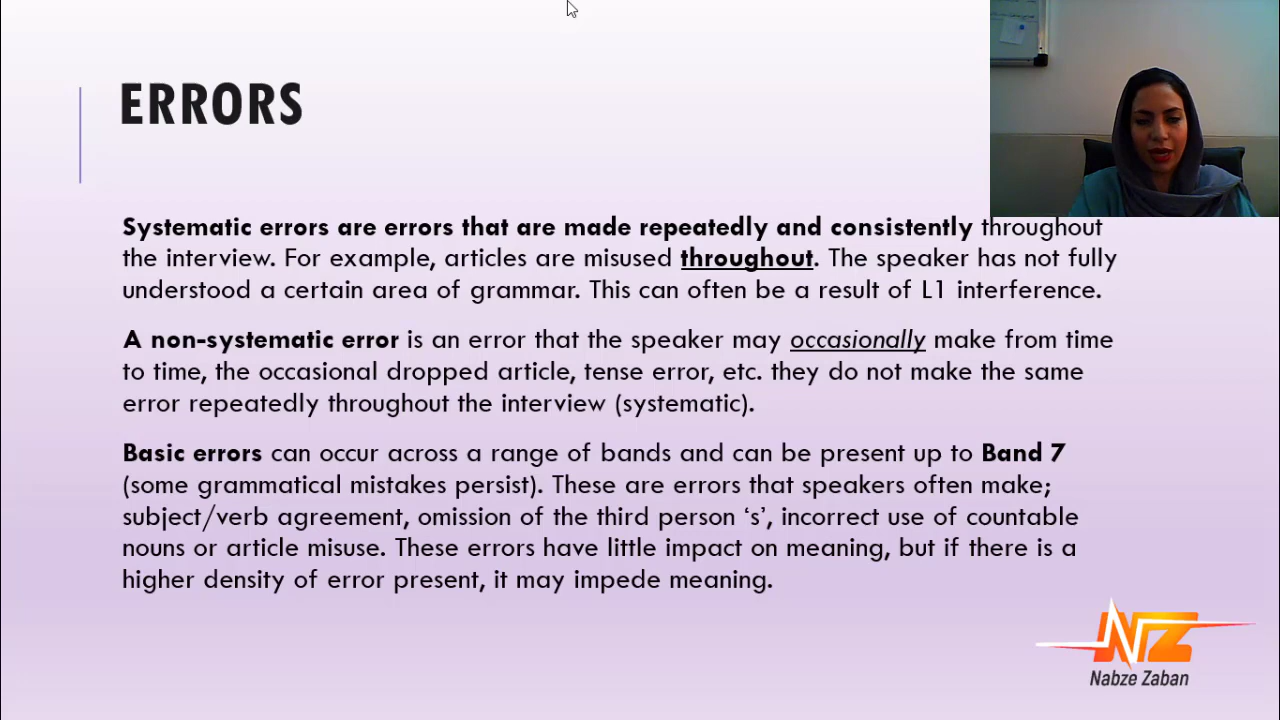 ERRORS
Systematic errors are errors that are made repeatedly and consistently throughout
the interview. For example, articles are misused throughout. The speaker has not fully
understood a certain area of grammar. This can often be a result of L1 interference.
A non-systematic error is an error that the speaker may occasionally make from time
to time, the occasional dropped article, tense error, etc. they do not make the same
error repeatedly throughout the interview (systematic).
Basic errors can occur across a range of bands and can be present up to Band 7
(some grammatical mistakes persist). These are errors that speakers often make;
subject/verb agreement, omission of the third person ‘s’, incorrect use of countable
nouns or article misuse. These errors have little impact on meaning, but if there is a
higher density of error present, it may impede meaning.
NZ
Nabze Zaban